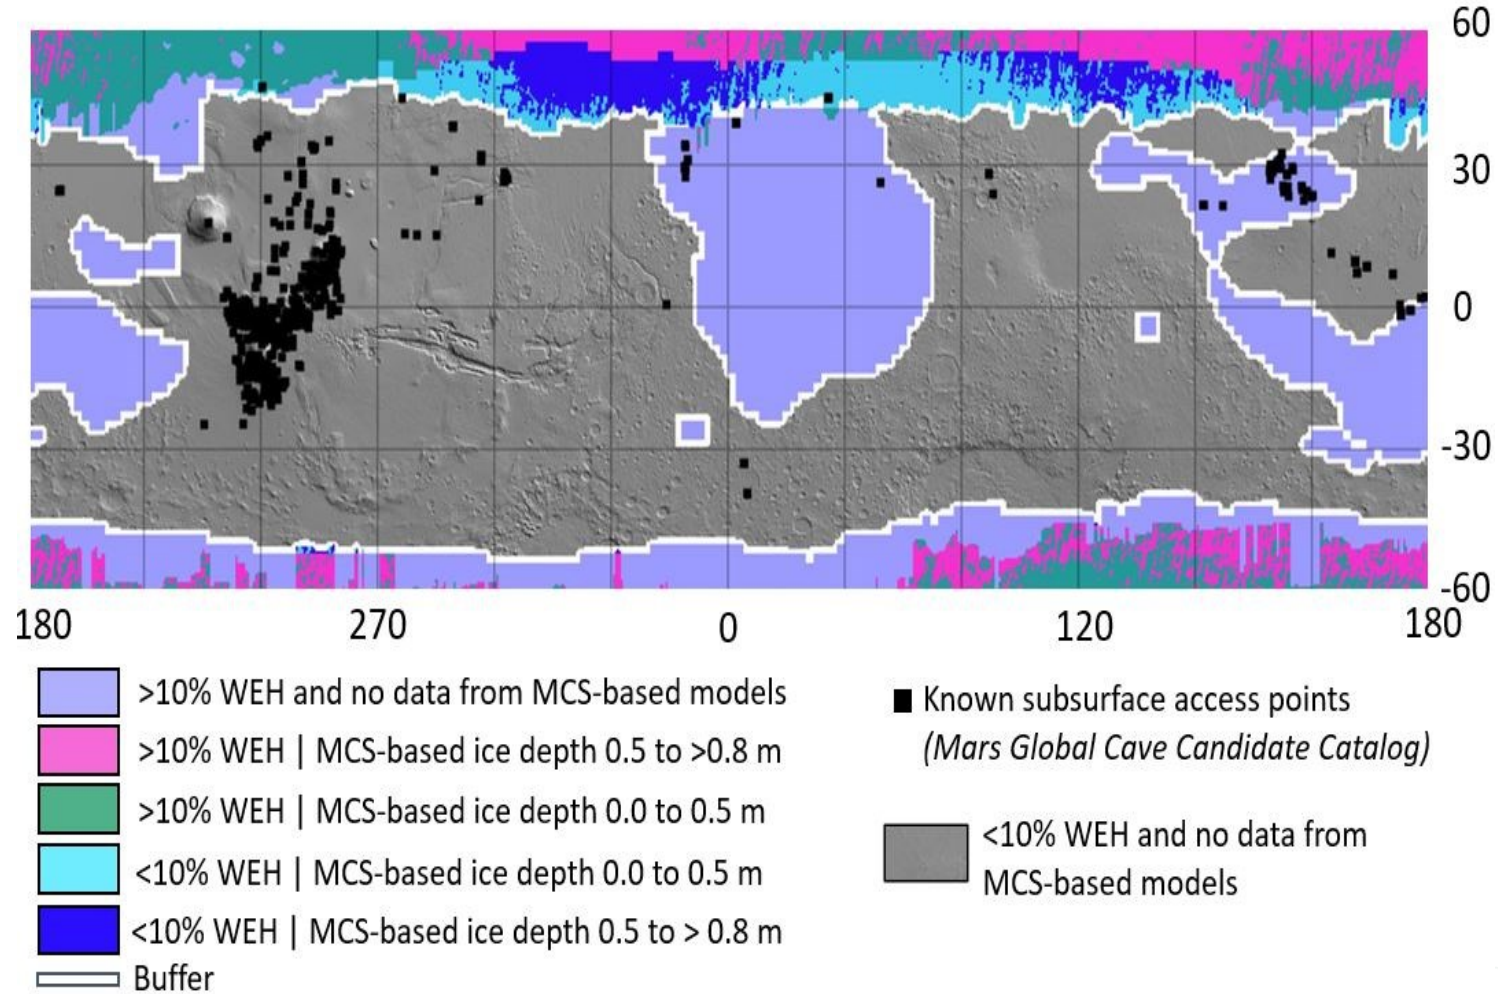 60
30
0
-30
-60
180 270 0 120 180
>10% WEH and no data from MCS-based models
>10% WEH | MCS-based ice depth 0.5 to >0.8 m
>10% WEH | MCS-based ice depth 0.0 to 0.5 m
<10% WEH | MCS-based ice depth 0.0 to 0.5 m
<10% WEH | MCS-based ice depth 0.5 to > 0.8 m
Buffer
Known subsurface access points
(Mars Global Cave Candidate Catalog)
<10% WEH and no data from
MCS-based models